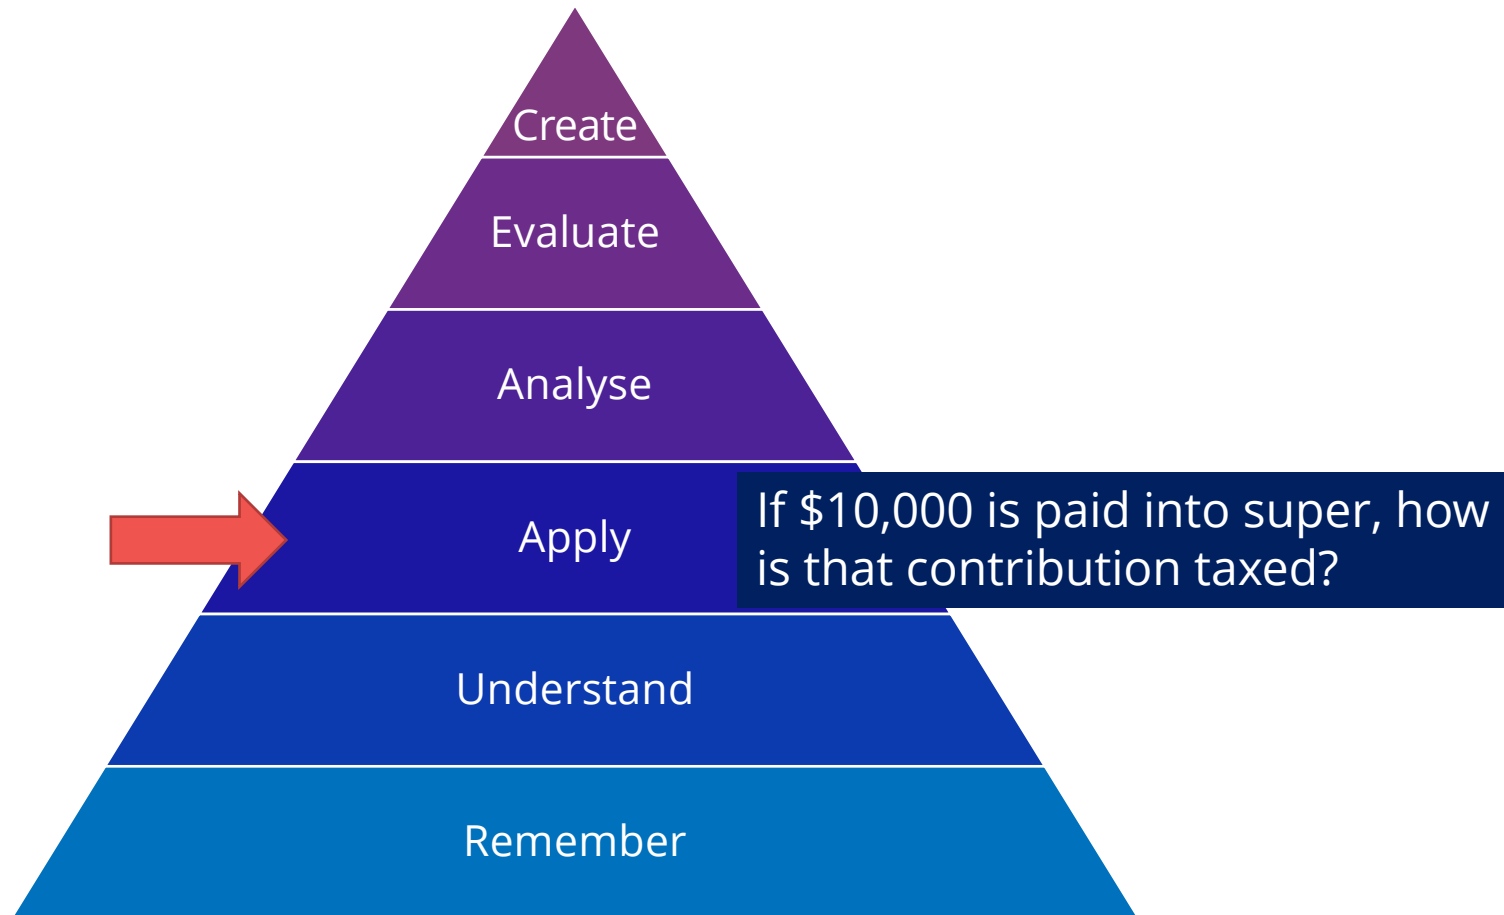 Create
Evaluate
Analyse
Apply
If $10,000 is paid into super, how
is that contribution taxed?
Understand
Remember